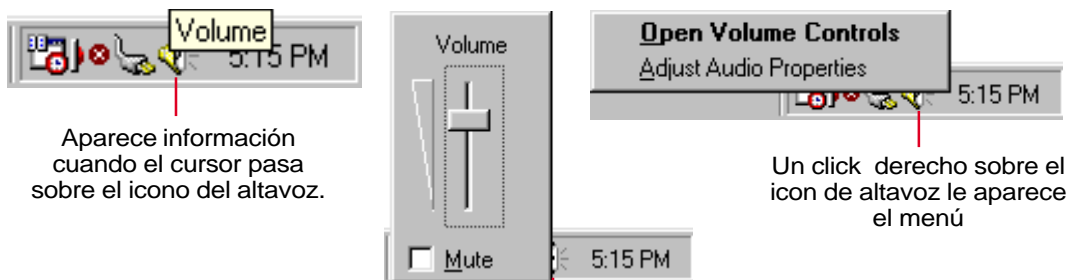 Volume
5:15 PM
Aparece información
cuando el cursor pasa
sobre el icono del altavoz.
Volume
Mute
5:15 PM
Open Volume Controls
Adjust Audio Properties
5:15 PM
Un click derecho sobre el
icon de altavoz le aparece
el menú